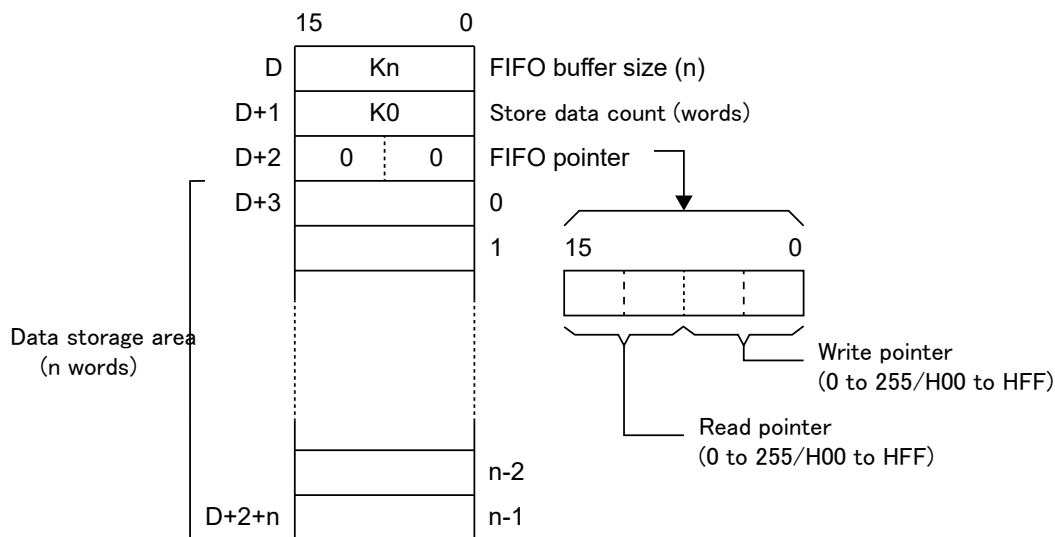 15 0
D Kn FIFO buffer size (n)
D+1 K0 Store data count (words)
D+2 0 0 FIFO pointer
D+3 0
1
15 0
Data storage area
(n words)
Write pointer
(0 to 255/H00 to HFF)
Read pointer
(0 to 255/H00 to HFF)
n-2
D+2+n n-1